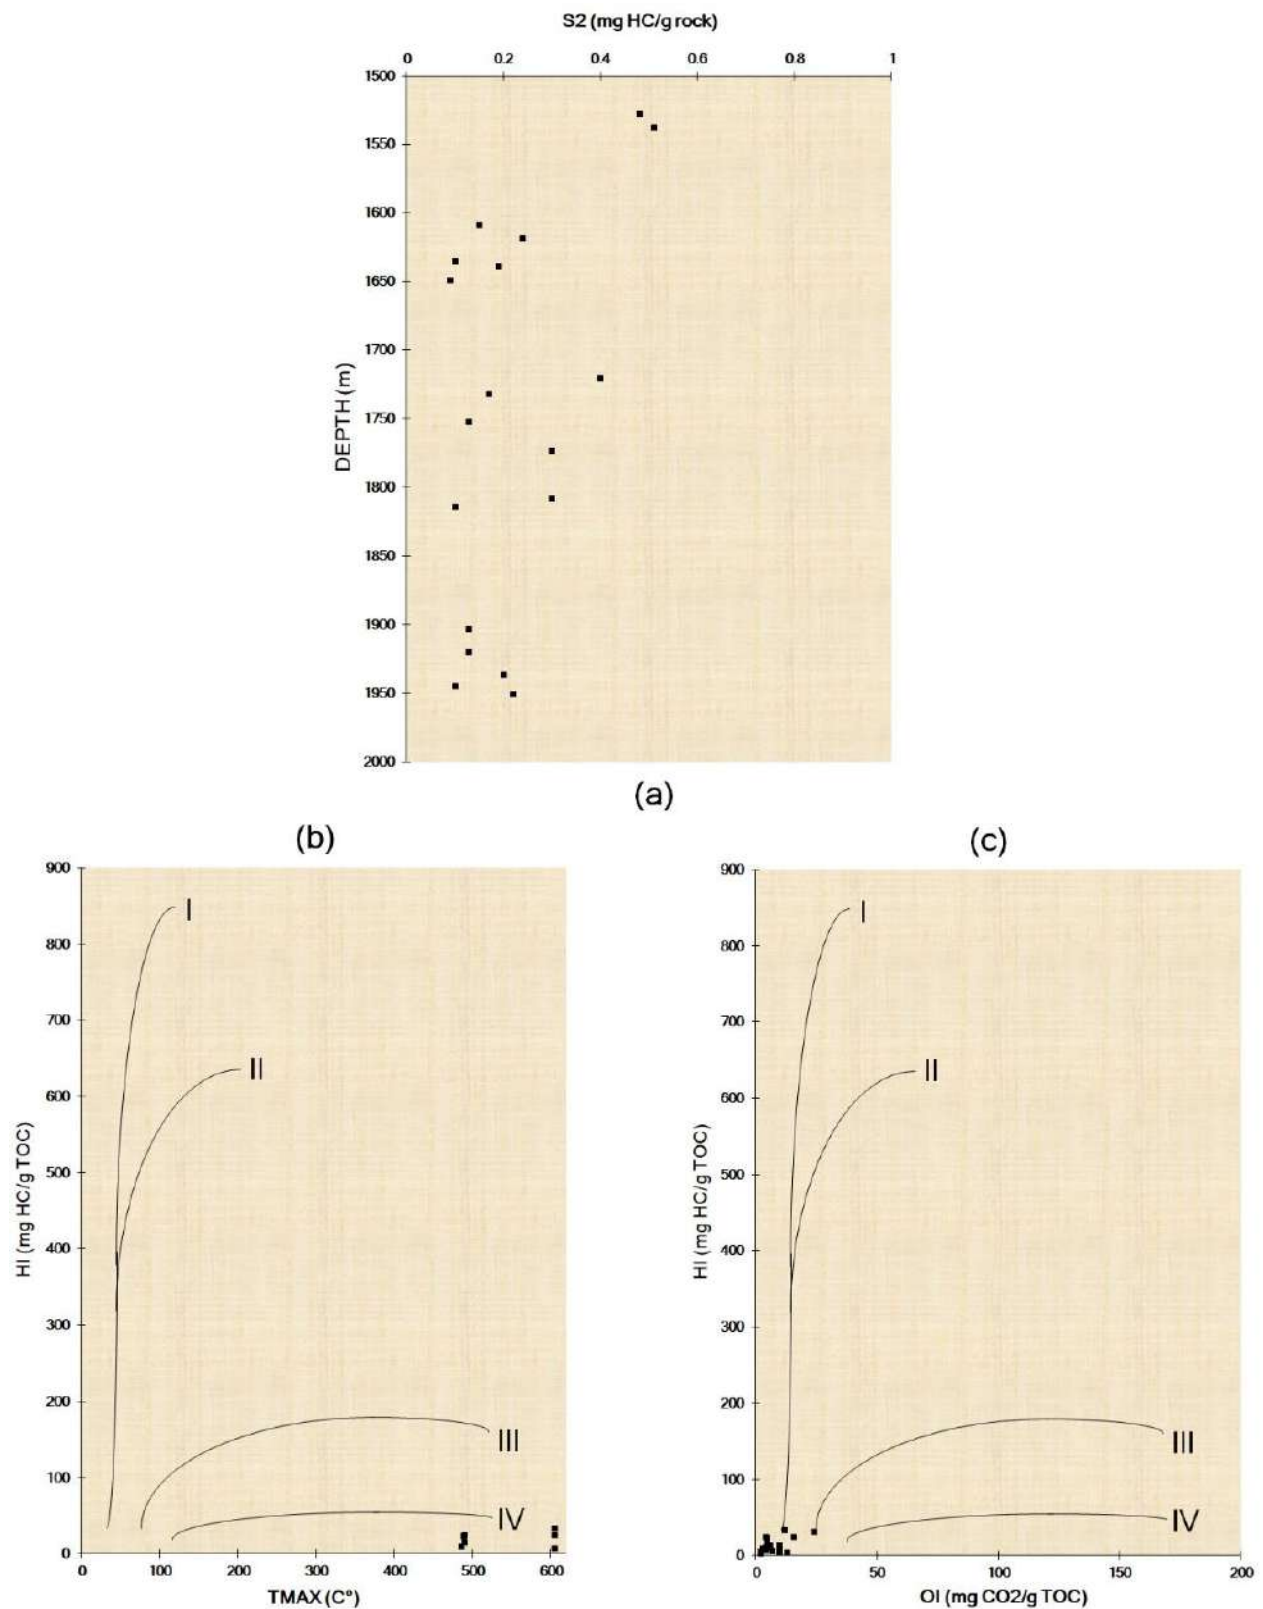 S2 (mg HC/g rock)
0 0.2 0.4 0.6 0.8 1
1500
1550
1600
1650
1700
1750
1800
1850
1900
1950
2000
DEPTH (m)
(a)
(b)
900
800
700
600
500
400
300
200
100
0
HI (mg HC/g TOC)
I
II
III
IV
0 100 200 300 400 500 600
TMAX (Cº)
(c)
900
800
700
600
500
400
300
200
100
0
HI (mg HC/g TOC)
I
II
III
IV
0 50 100 150 200
OI (mg CO2/g TOC)